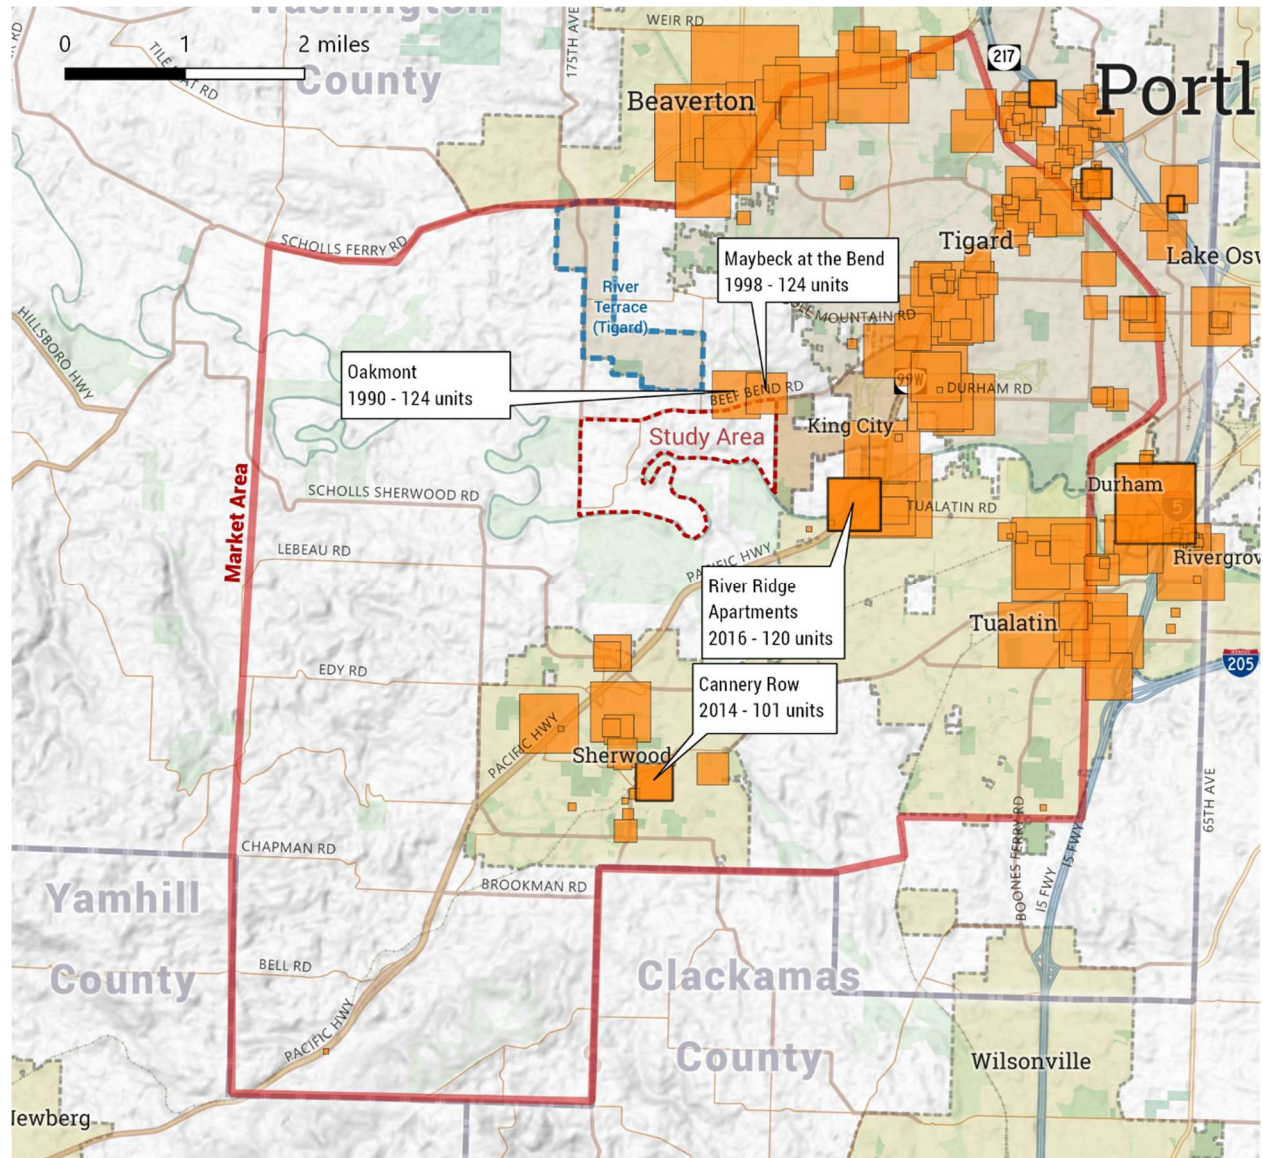 Washington
County
0 1 2 miles
TILE FLAT RD
175TH AVE
WEIR RD
217
Portl
Beaverton
SCHOLLS FERRY RD
Tigard
Lake Osw
River
Terrace
(Tigard)
Maybeck at the Bend
1998 - 124 units
MOUNTAIN RD
HILLSBORO HWY
Oakmont
1990 - 124 units
BEEF BEND RD
99W
DURHAM RD
Study Area
King City
Market Area
SCHOLLS SHERWOOD RD
Durham
TUALATIN RD
5
LEBEAU RD
PACIFIC HWY
Rivergrov
River Ridge
Apartments
2016 - 120 units
Tualatin
205
EDY RD
Cannery Row
2014 - 101 units
PACIFIC HWY
Sherwood
65TH AVE
BOONES FERRY RD
I5 FWY
I5 FWY
CHAPMAN RD
BROOKMAN RD
Yamhill
County
BELL RD
Clackamas
County
PACIFIC HWY
Wilsonville
Newberg